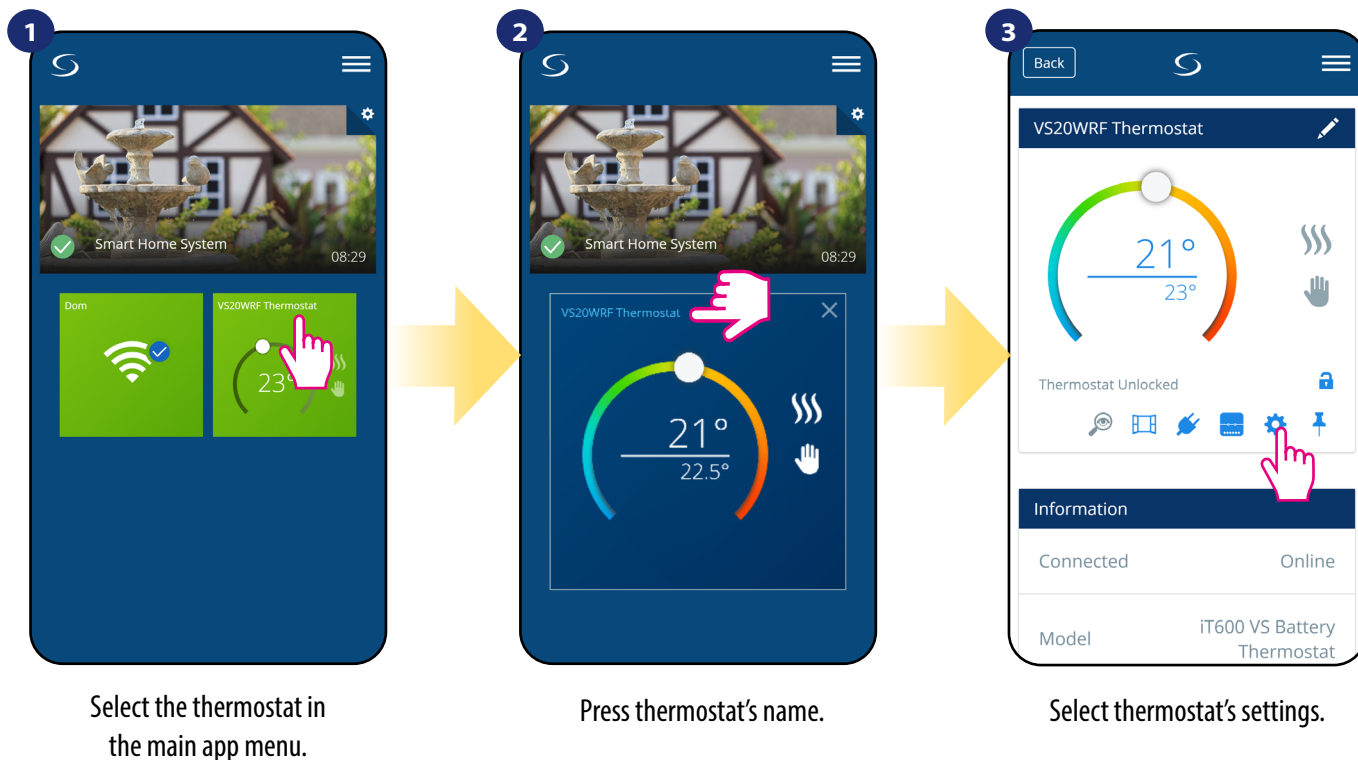 1
Smart Home System
08:29
Dom
VS20WRF Thermostat
23°
Select the thermostat in
the main app menu.
2
Smart Home System
08:29
VS20WRF Thermostat
21°
22.5°
Press thermostat's name.
3
Back
VS20WRF Thermostat
21°
23°
Thermostat Unlocked
Information
Connected Online
Model iT600 VS Battery
Thermostat
Select thermostat's settings.